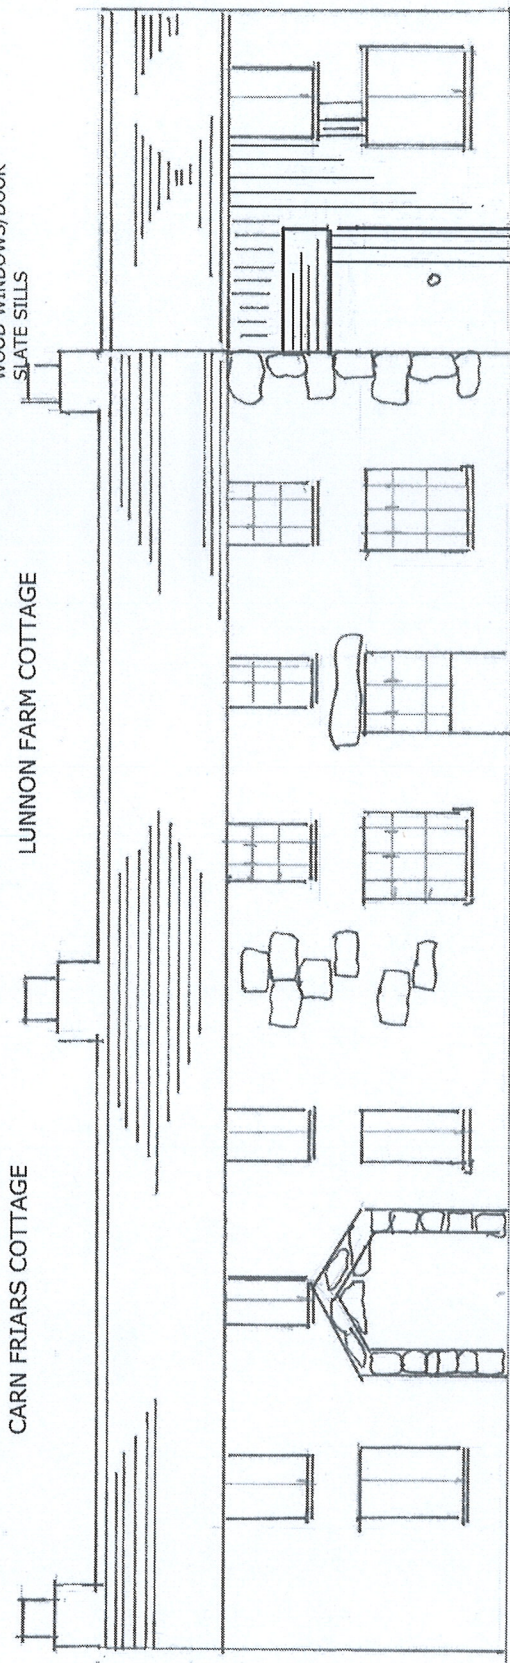 CARN FRIARS COTTAGE
LUNNON FARM COTTAGE
WOOD WINDOWS/DOOR
SLATE SILLS